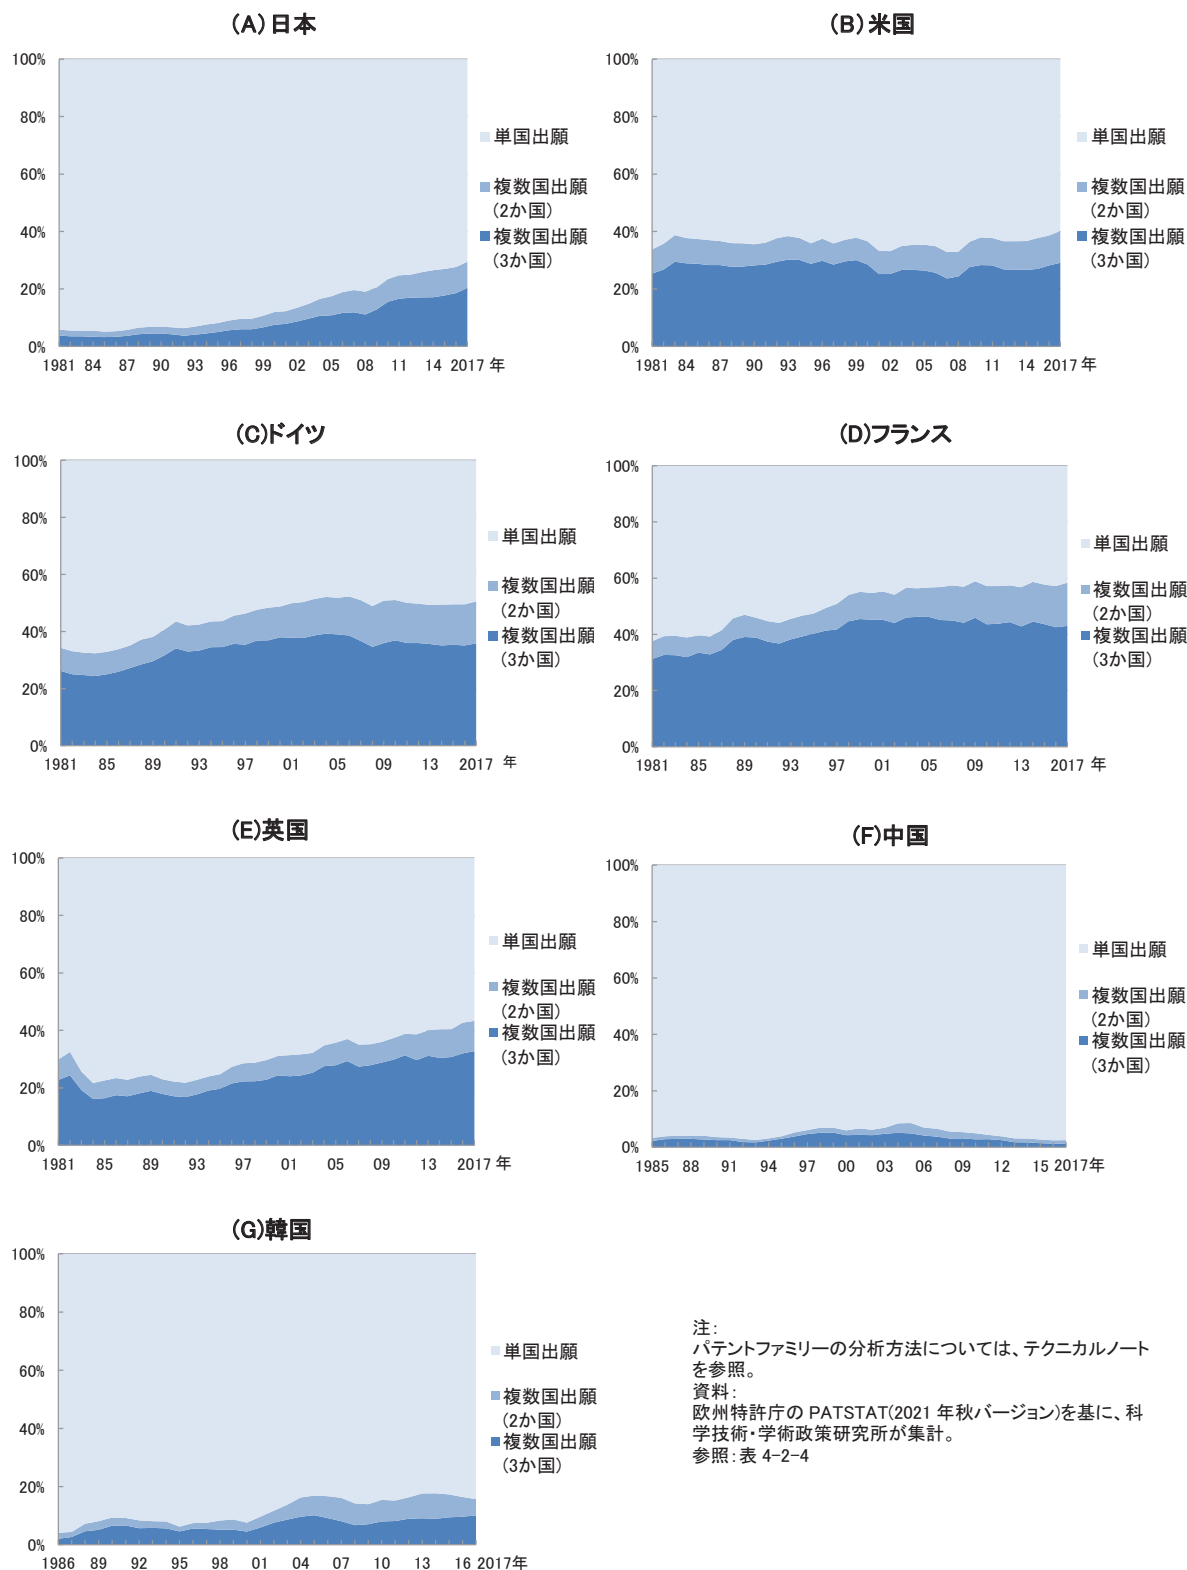 (A)日本
100%
80%
60%
40%
20%
0%
1981 84 87 90 93 96 99 02 05 08 11 14 2017 年
単国出願
複数国出願
(2か国)
複数国出願
(3か国)
(B)米国
100%
80%
60%
40%
20%
0%
1981 84 87 90 93 96 99 02 05 08 11 14 2017 年
単国出願
複数国出願
(2か国)
複数国出願
(3か国)
(C)ドイツ
100%
80%
60%
40%
20%
0%
1981 85 89 93 97 01 05 09 13 2017 年
単国出願
複数国出願
(2か国)
複数国出願
(3か国)
(D)フランス
100%
80%
60%
40%
20%
0%
1981 85 89 93 97 01 05 09 13 2017 年
単国出願
複数国出願
(2か国)
複数国出願
(3か国)
(E)英国
100%
80%
60%
40%
20%
0%
1981 85 89 93 97 01 05 09 13 2017 年
単国出願
複数国出願
(2か国)
複数国出願
(3か国)
(F)中国
100%
80%
60%
40%
20%
0%
1985 88 91 94 97 00 03 06 09 12 15 2017年
単国出願
複数国出願
(2か国)
複数国出願
(3か国)
(G)韓国
100%
80%
60%
40%
20%
0%
1986 89 92 95 98 01 04 07 10 13 16 2017年
単国出願
複数国出願
(2か国)
複数国出願
(3か国)
注:
パテントファミリーの分析方法については、テクニカルノート
を参照。
資料:
欧州特許庁の PATSTAT(2021 年秋バージョン)を基に、科
学技術・学術政策研究所が集計。
参照:表 4-2-4